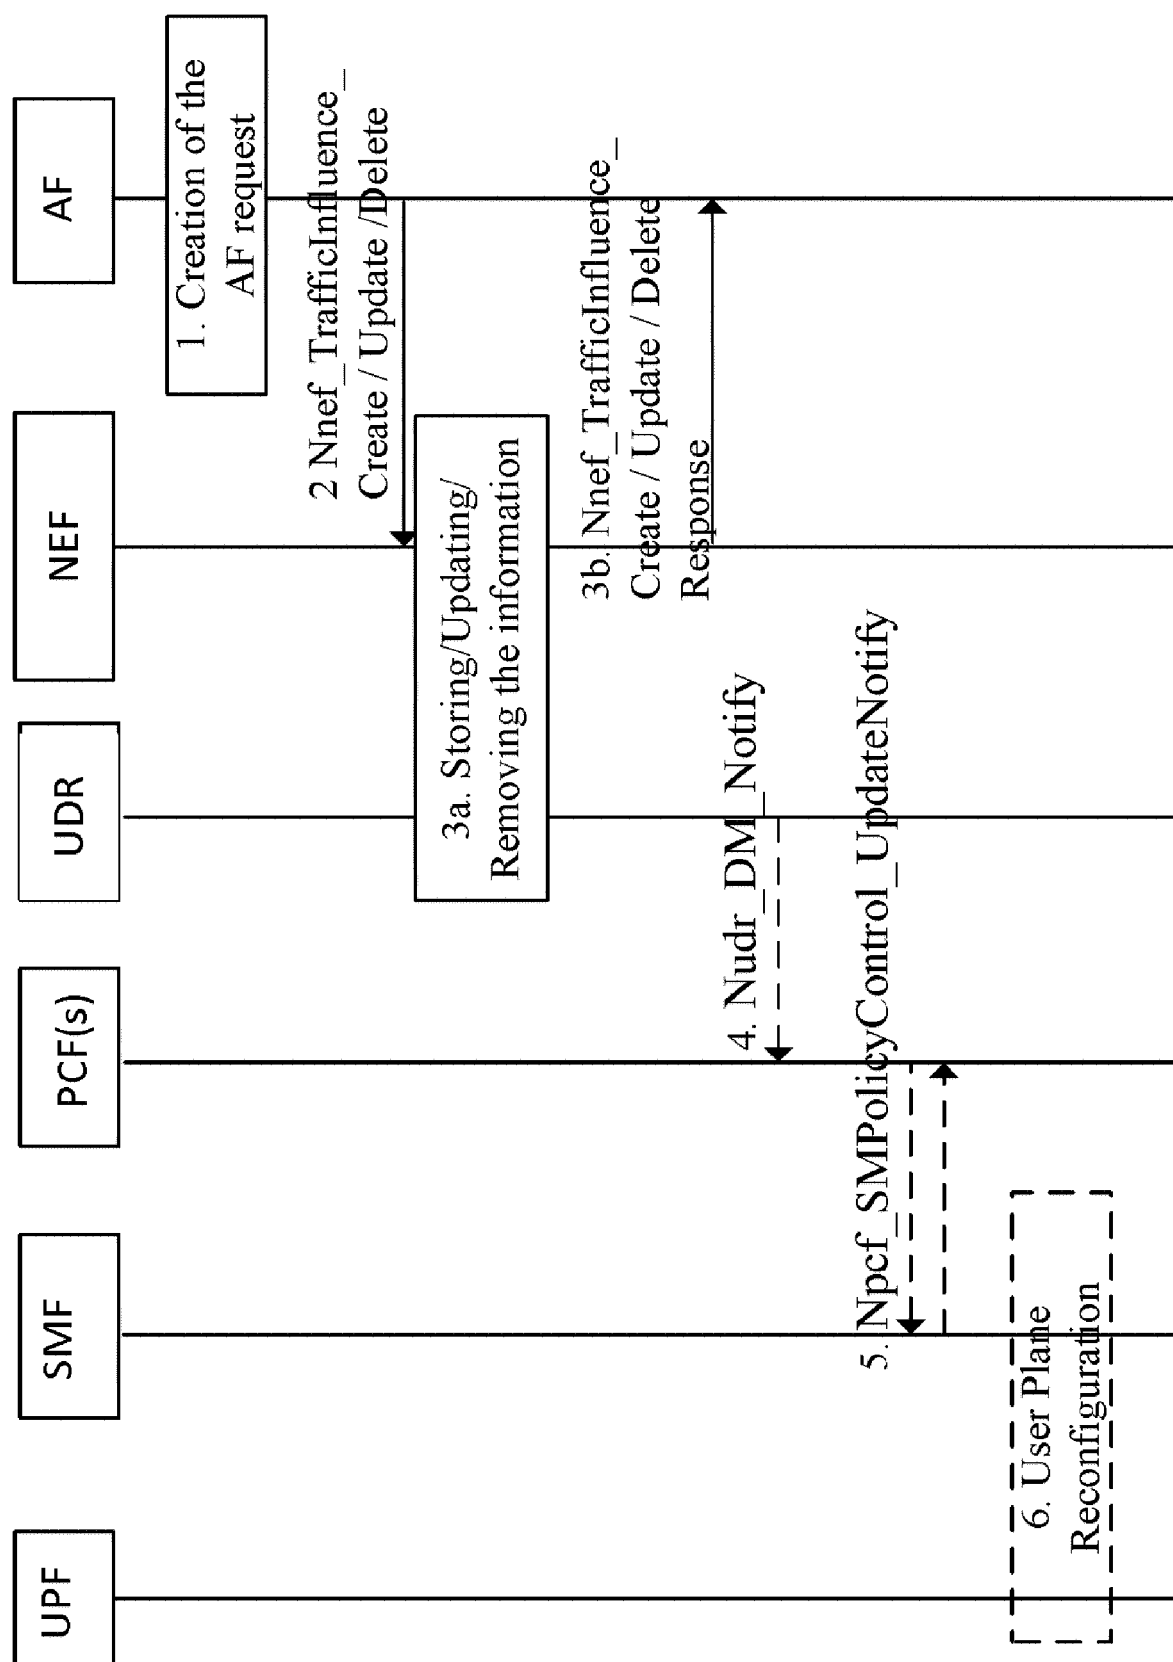 UPF
SMF
PCF(s)
UDR
NEF
AF
1. Creation of the
AF request
2 Nnef_TrafficInfluence_
Create / Update /Delete
3a. Storing/Updating/
Removing the information
3b. Nnef_TrafficInfluence_
Create / Update / Delete
Response
4. Nudr_DM_Notify
5. Npcf_SMPolicyControl_UpdateNotify
6. User Plane
Reconfiguration